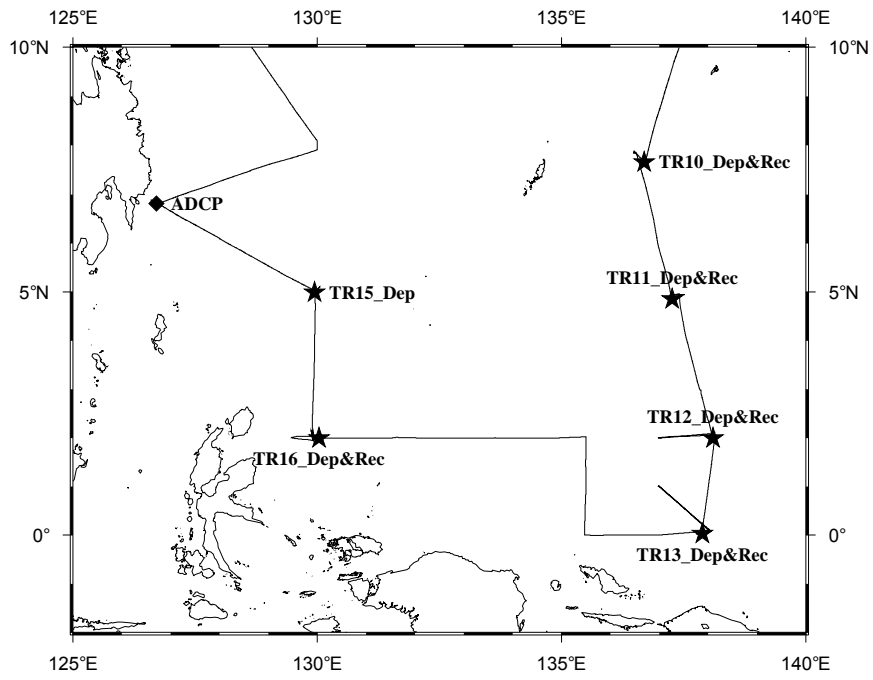 125°E 130°E 135°E 140°E
10°N 10°N
TR10_Dep&Rec
ADCP
TR11_Dep&Rec
5°N TR15_Dep 5°N
TR12_Dep&Rec
TR16_Dep&Rec
0° 0°
TR13_Dep&Rec
125°E 130°E 135°E 140°E